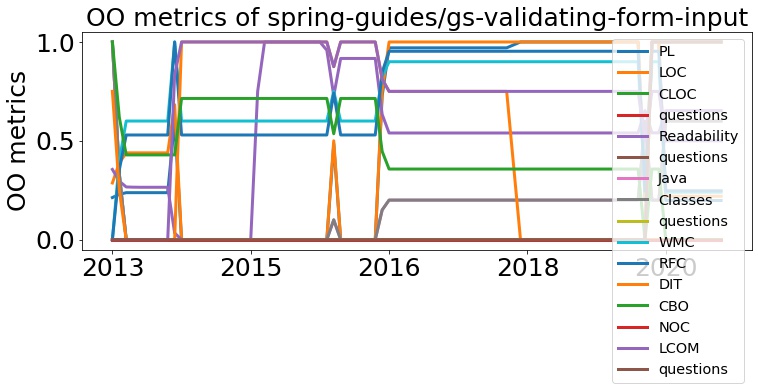 OO metrics of spring-guides/gs-validating-form-input
OO metrics
1.0
0.5
0.0
2013 2015 2016 2018 2020
PL
LOC
CLOC
questions
Readability
questions
Java
Classes
questions
WMC
RFC
DIT
CBO
NOC
LCOM
questions